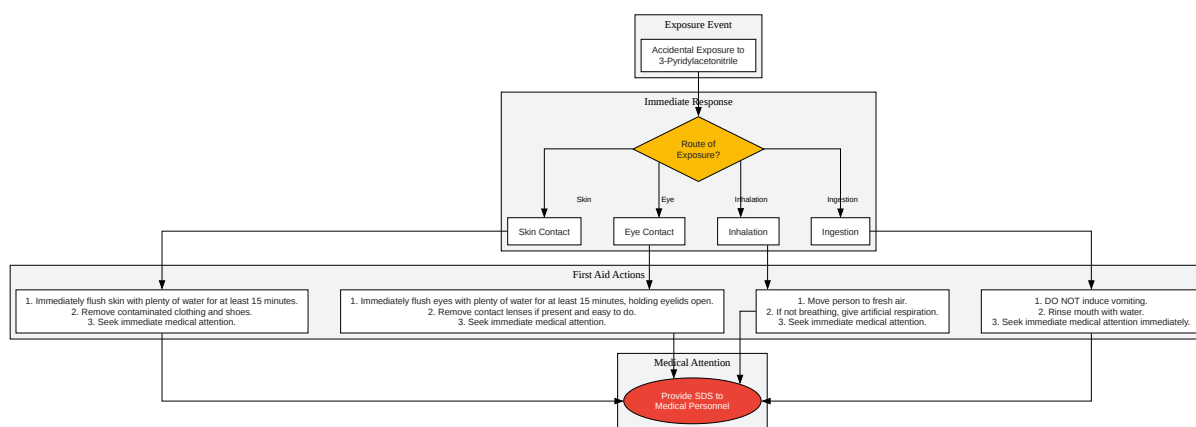 Exposure Event
Accidental Exposure to
3-Pyridylacetonitrile
Immediate Response
Route of
Exposure?
Skin
Eye
Inhalation
Ingestion
Skin Contact
Eye Contact
Inhalation
Ingestion
First Aid Actions
1. Immediately flush skin with plenty of water for at least 15 minutes.
2. Remove contaminated clothing and shoes.
3. Seek immediate medical attention.
1. Immediately flush eyes with plenty of water for at least 15 minutes, holding eyelids open.
2. Remove contact lenses if present and easy to do.
3. Seek immediate medical attention.
1. Move person to fresh air.
2. If not breathing, give artificial respiration.
3. Seek immediate medical attention.
1. DO NOT induce vomiting.
2. Rinse mouth with water.
3. Seek immediate medical attention immediately.
Medical Attention
Provide SDS to
Medical Personnel